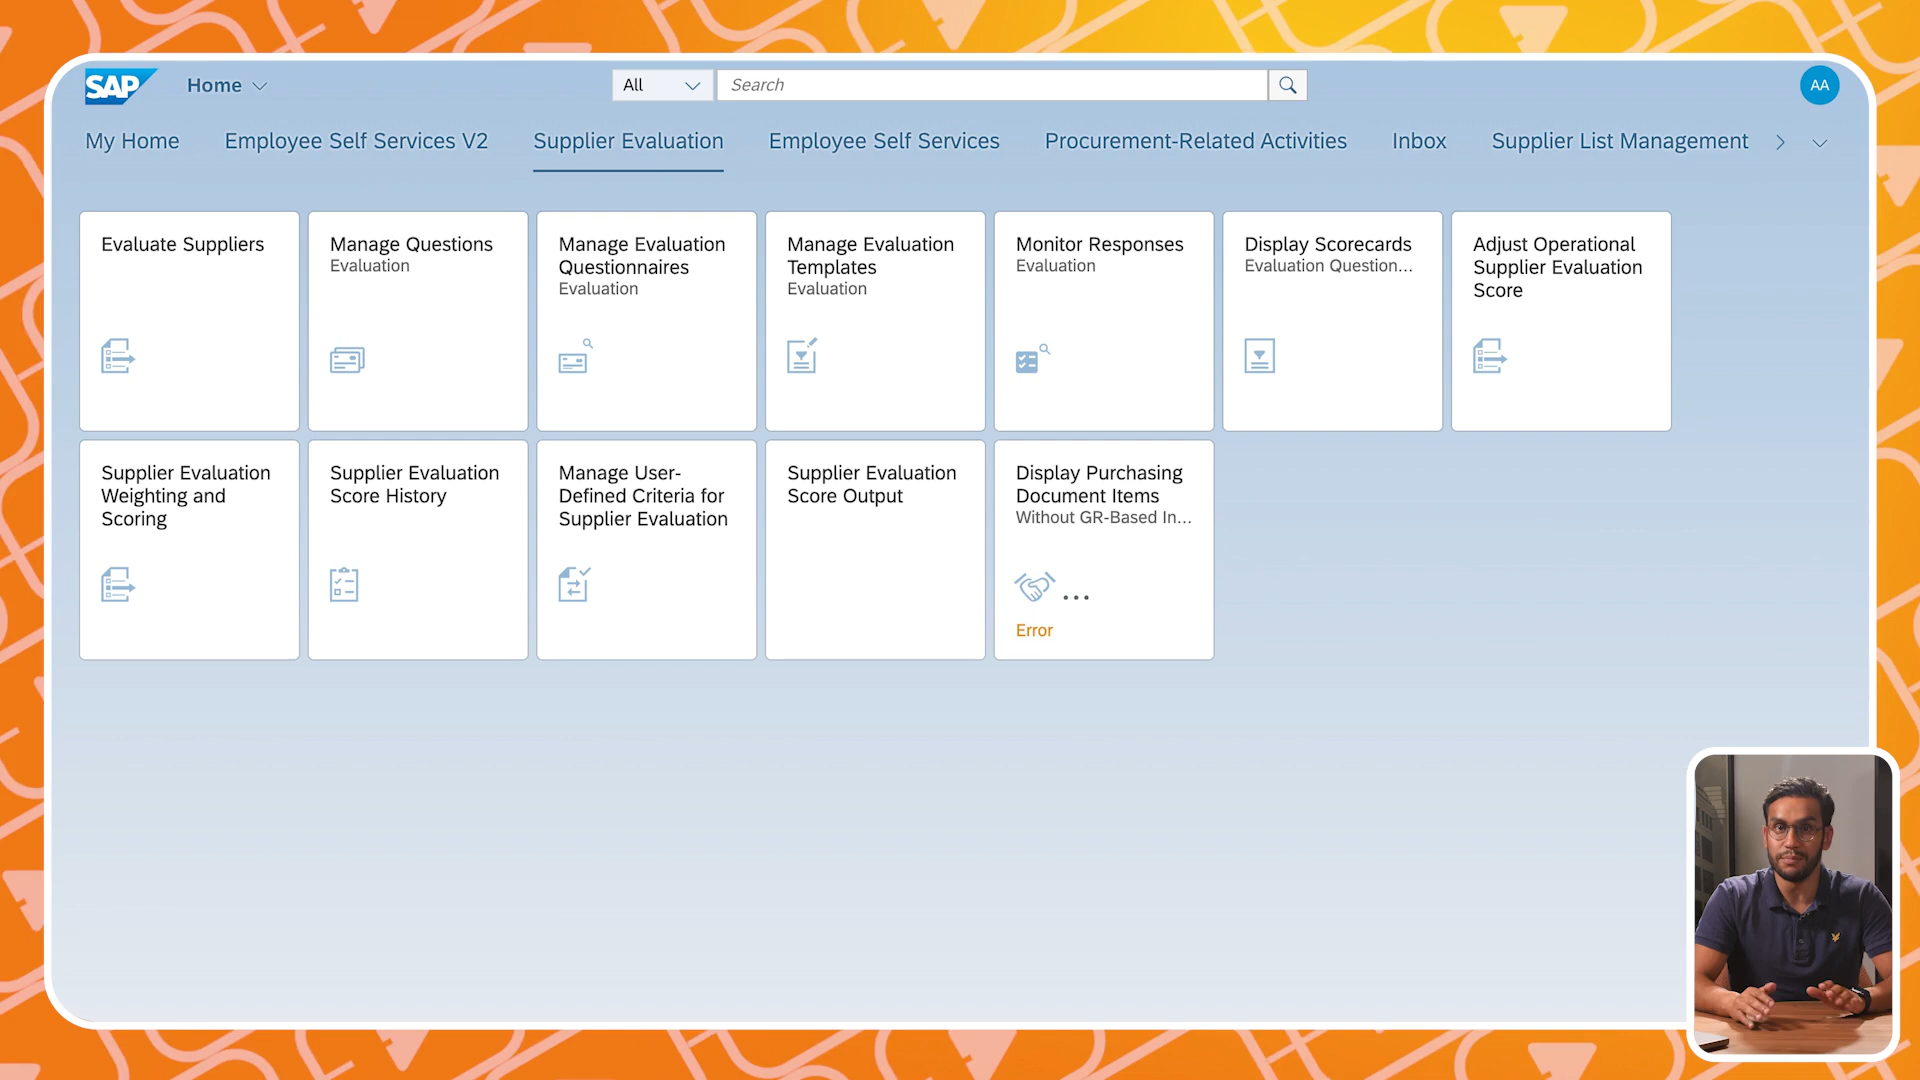 SAP
Home
All
Search
AA
My Home
Employee Self Services V2
Supplier Evaluation
Employee Self Services
Procurement-Related Activities
Inbox
Supplier List Management
Evaluate Suppliers
Manage Questions
Evaluation
Manage Evaluation
Questionnaires
Evaluation
Manage Evaluation
Templates
Evaluation
Monitor Responses
Evaluation
Display Scorecards
Evaluation Question...
Adjust Operational
Supplier Evaluation
Score
Supplier Evaluation
Weighting and
Scoring
Supplier Evaluation
Score History
Manage User-
Defined Criteria for
Supplier Evaluation
Supplier Evaluation
Score Output
Display Purchasing
Document Items
Without GR-Based In...
...
Error